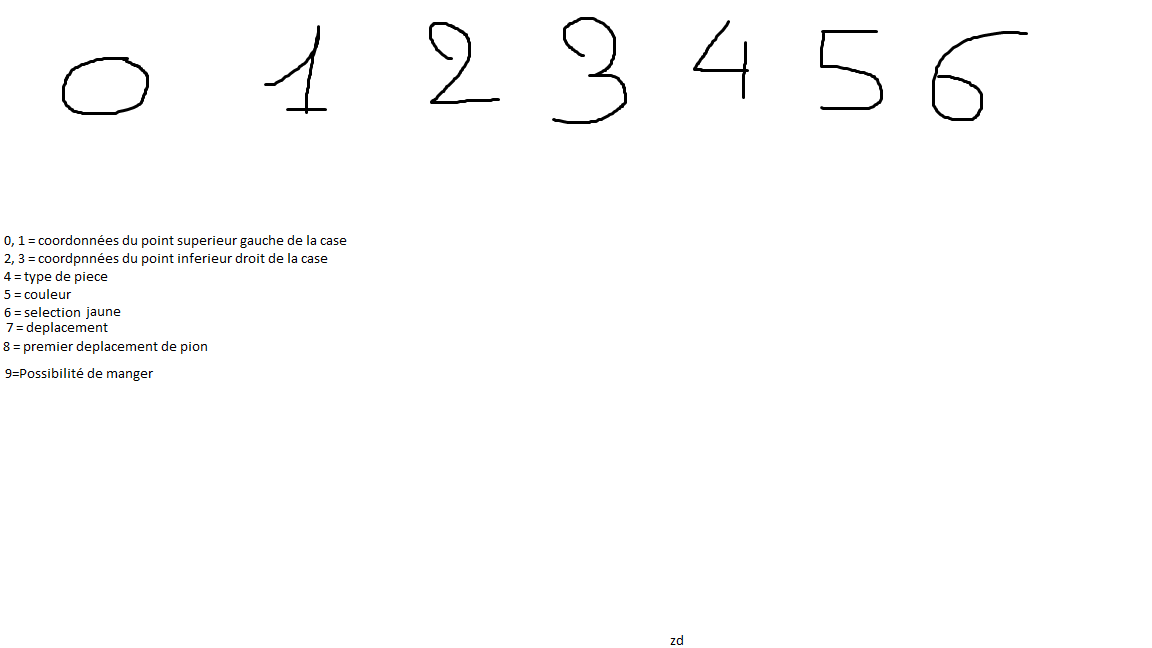 0 1 2 3 4 5 6
0, 1 = coordonnées du point superieur gauche de la case
2, 3 = coordpnnées du point inferieur droit de la case
4 = type de piece
5 = couleur
6 = selection jaune
7 = deplacement
8 = premier deplacement de pion
9=Possibilité de manger
zd